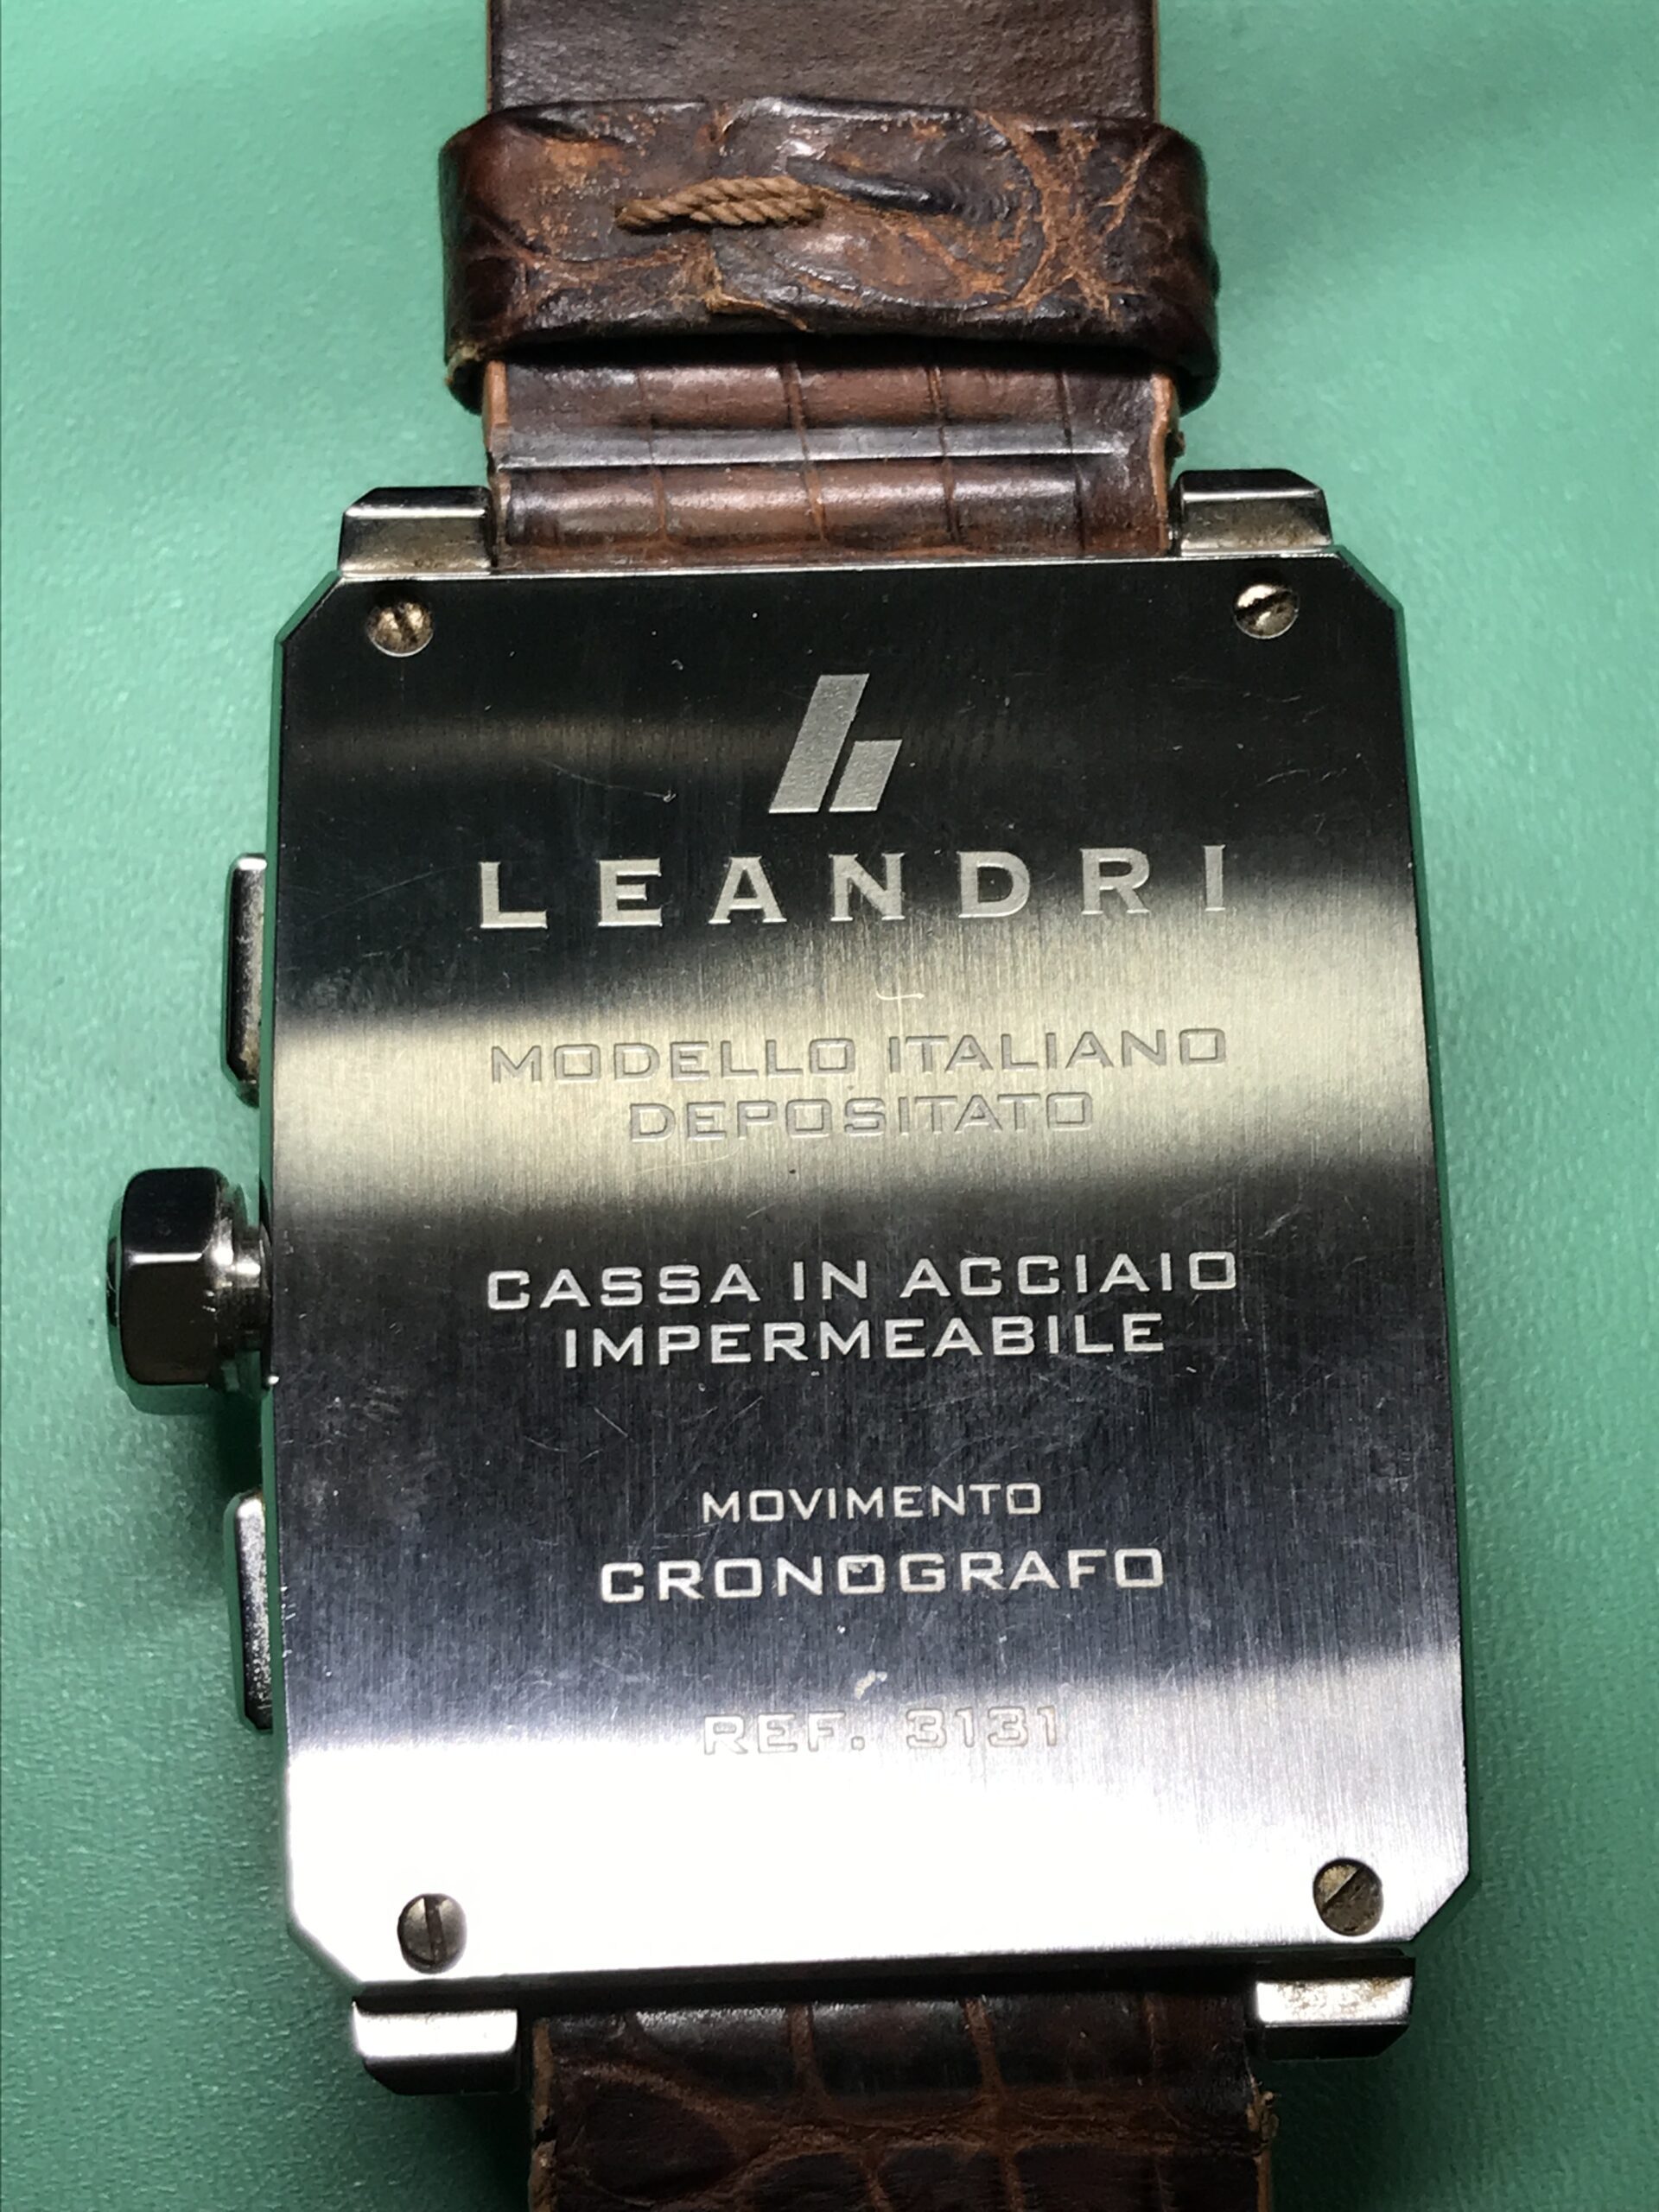 LEANDRI
MODELLO ITALIANO
DEPOSITATO
CASSA IN ACCIAIO
IMPERMEABILE
MOVIMENTO
CRONOGRAFO
REF. 3131